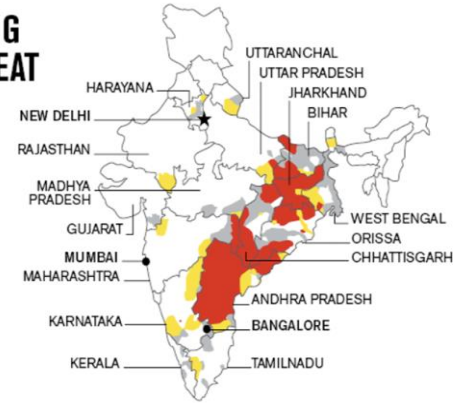 G
EAT
UTTARANCHAL
UTTAR PRADESH
HARAYANA
JHARKHAND
BIHAR
NEW DELHI
RAJASTHAN
MADHYA
PRADESH
GUJARAT
WEST BENGAL
ORISSA
MUMBAI
CHHATTISGARH
MAHARASHTRA
ANDHRA PRADESH
KARNATAKA
BANGALORE
KERALA
TAMILNADU